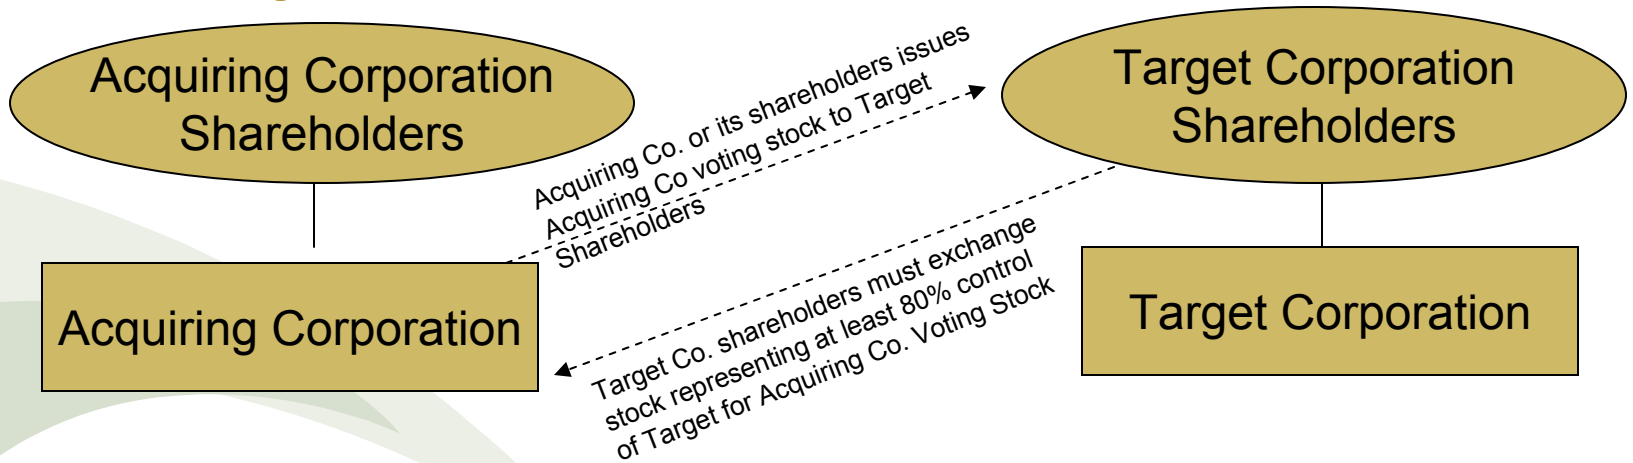 Acquiring Corporation
Shareholders
Acquiring Co. or its shareholders issues
Acquiring Co voting stock to Target
Shareholders
Target Corporation
Shareholders
Acquiring Corporation
Target Co. shareholders must exchange
stock representing at least 80% control
of Target for Acquiring Co. Voting Stock
Target Corporation